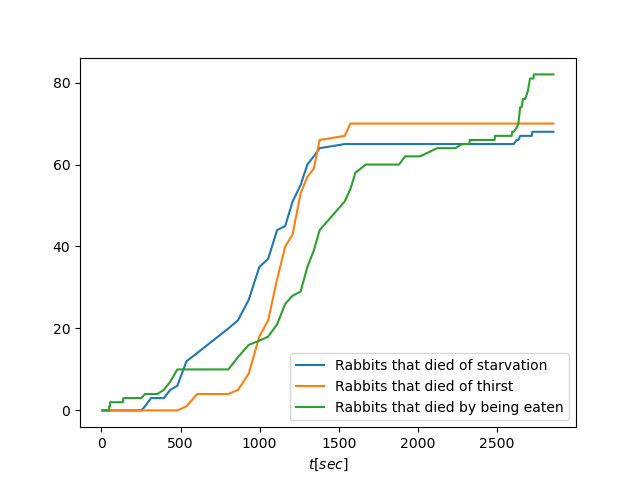 80
60
40
20
0
Rabbits that died of starvation
Rabbits that died of thirst
Rabbits that died by being eaten
0 500 1000 1500 2000 2500
t[sec]